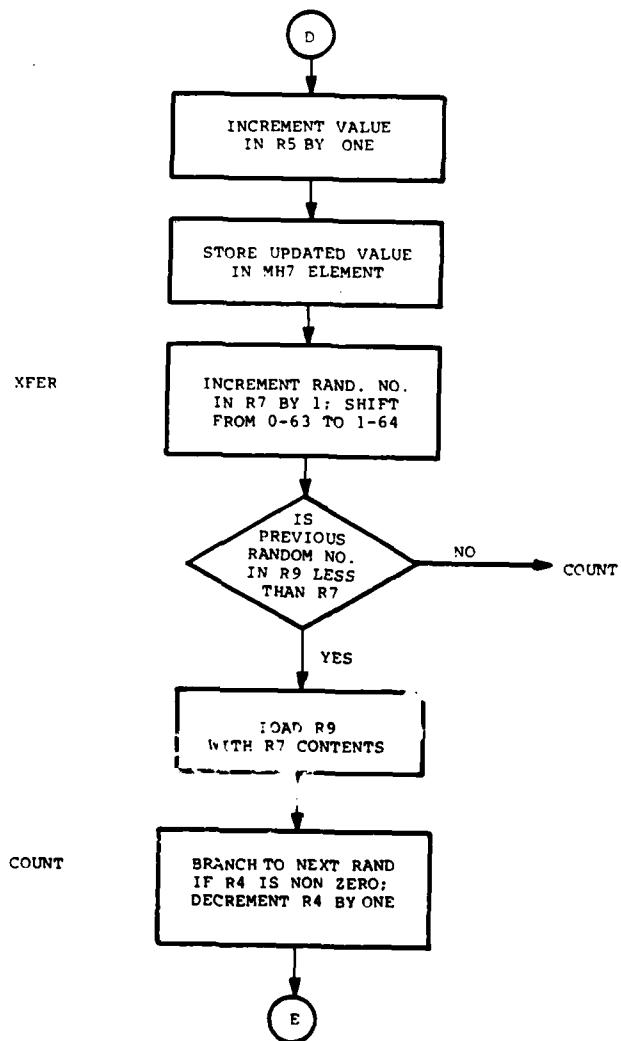 D
INCREMENT VALUE
IN R5 BY ONE
STORE UPDATED VALUE
IN MH7 ELEMENT
XFER
INCREMENT RAND. NO.
IN R7 BY 1; SHIFT
FROM 0-63 TO 1-64
IS
PREVIOUS
RANDOM NO.
IN R9 LESS
THAN R7
NO
COUNT
YES
LOAD R9
WITH R7 CONTENTS
COUNT
BRANCH TO NEXT RAND
IF R4 IS NON ZERO;
DECREMENT R4 BY ONE
E